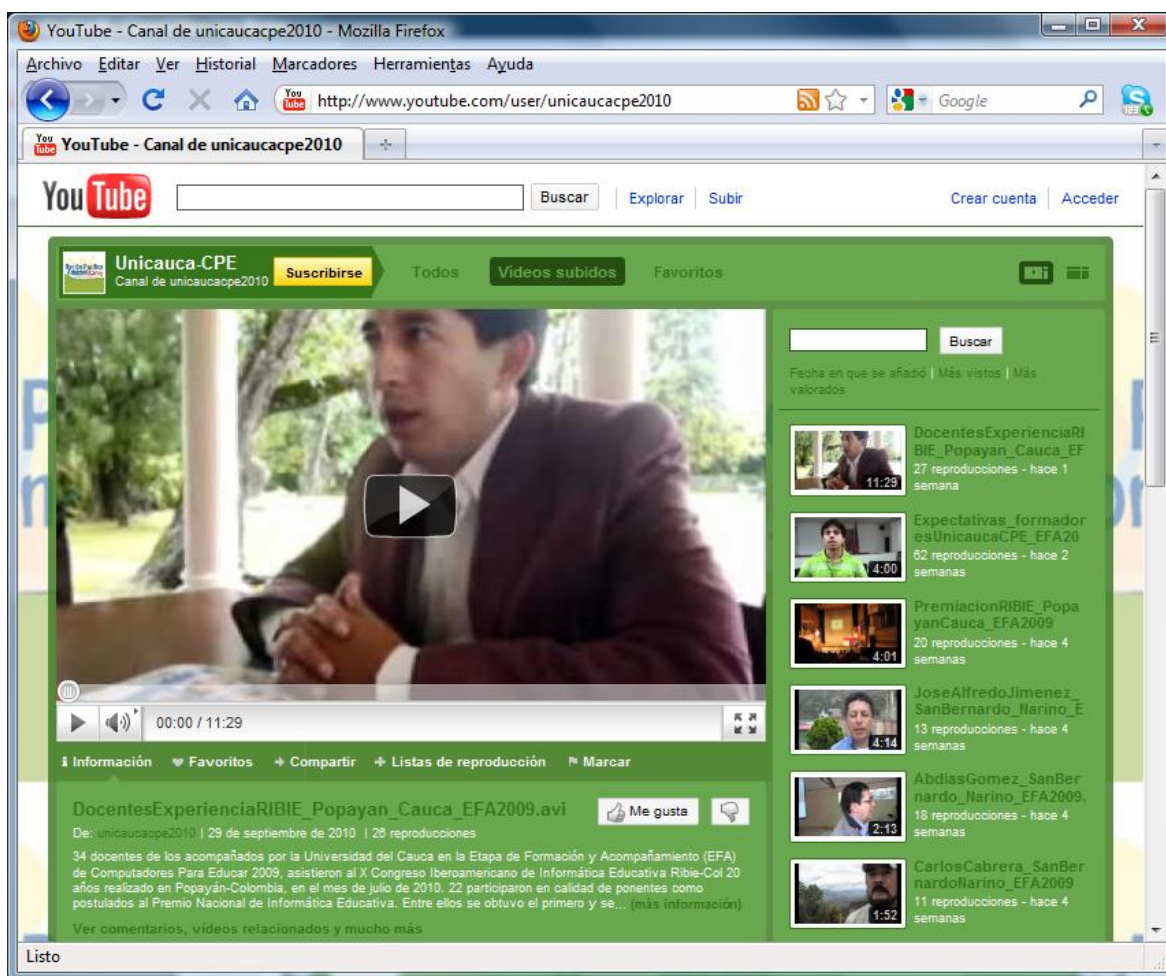 YouTube - Canal de unicaucacpe2010 - Mozilla Firefox
Archivo Editar Ver Historial Marcadores Herramientas Ayuda
You Tube http://www.youtube.com/user/unicaucacpe2010 Google
You Tube YouTube - Canal de unicaucacpe2010
You Tube Buscar Explorar Subir Crear cuenta Acceder
Unicauca-CPE
Canal de unicaucacpe2010
Suscribirse Todos Vídeos subidos Favoritos
00:00 / 11:29
Información Favoritos Compartir Listas de reproducción Marcar
DocentesExperienciaRIBIE_Popayan_Cauca_EFA2009.avi Me gusta
De: unicaucacpe2010 | 29 de septiembre de 2010 | 26 reproducciones
34 docentes de los acompañados por la Universidad del Cauca en la Etapa de Formación y Acompañamiento (EFA)
de Computadores Para Educar 2009, asistieron al X Congreso Iberoamericano de Informática Educativa Ribie-Col 20
años realizado en Popayán-Colombia, en el mes de julio de 2010. 22 participaron en calidad de ponentes como
postulados al Premio Nacional de Informática Educativa. Entre ellos se obtuvo el primero y se... (más información)
Ver comentarios, vídeos relacionados y mucho más
Buscar
Fecha en que se añadió | Más vistos | Más
valorados
DocentesExperienciaRI
BIE_Popayan_Cauca_EF
27 reproducciones - hace 1
semana
11:29
Expectativas_formador
esUnicaucaCPE_EFA20
62 reproducciones - hace 2
semanas
4:00
PremiacionRIBIE_Popa
yanCauca_EFA2009
20 reproducciones - hace 4
semanas
4:01
JoseAlfredoJimenez_
SanBernardo_Narino_E
13 reproducciones - hace 4
semanas
4:14
AbdiasGomez_SanBer
nardo_Narino_EFA2009.
18 reproducciones - hace 4
semanas
2:13
CarlosCabrera_SanBer
nardoNarino_EFA2009
11 reproducciones - hace 4
semanas
1:52
Listo